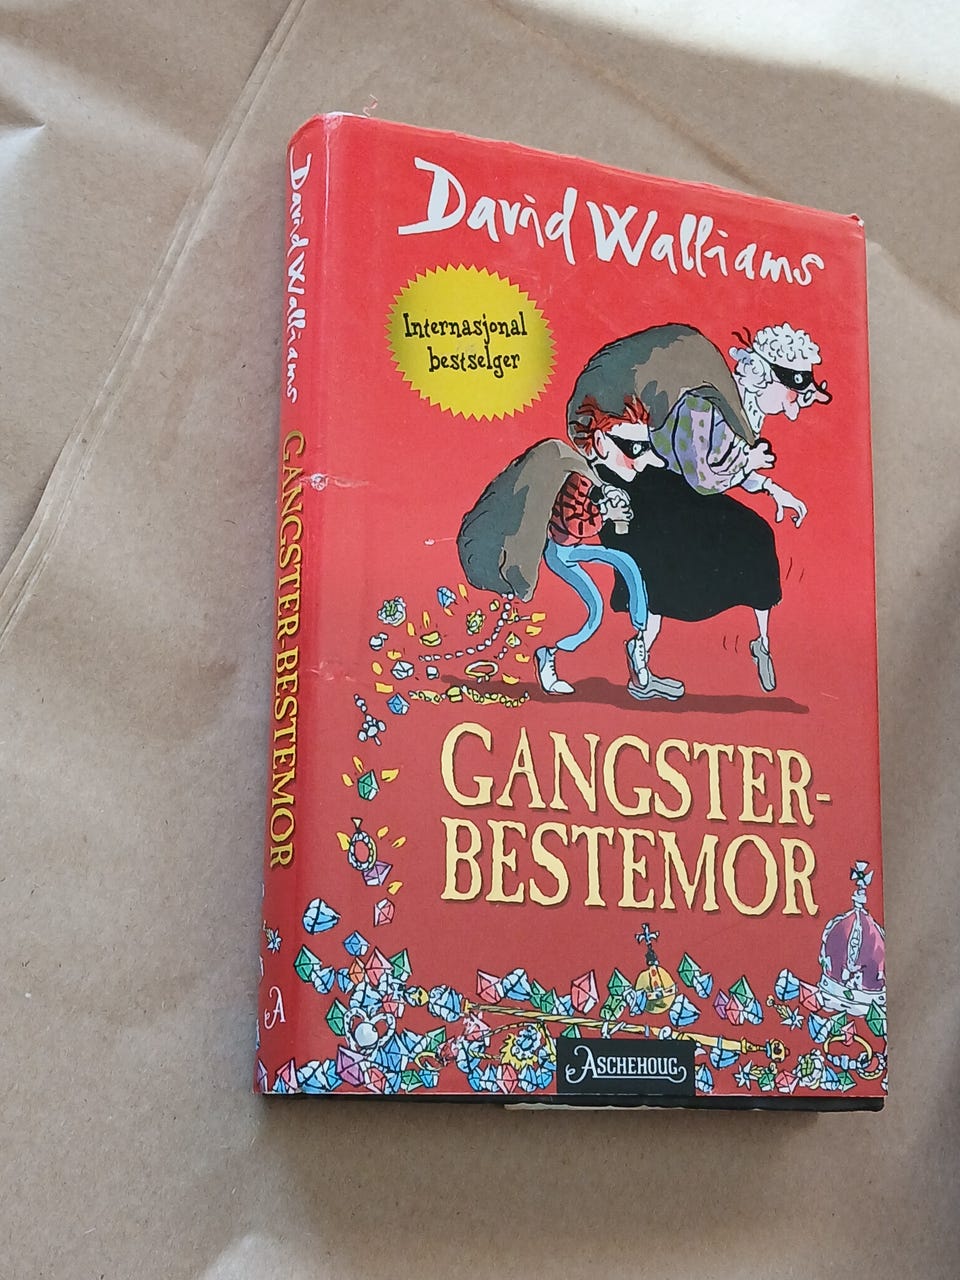 David Walliams
Internasjonal
bestselger
GANGSTER-
BESTEMOR
ASCHEHOUG
David Walliams
GANGSTER-BESTEMOR
A